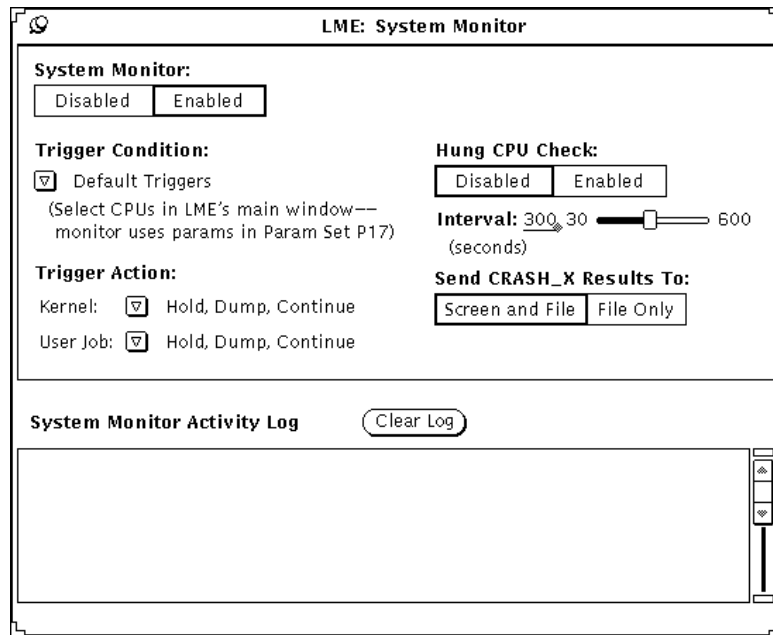 LME: System Monitor
System Monitor:
Disabled Enabled
Trigger Condition:
Default Triggers
(Select CPUs in LME's main window--
monitor uses params in Param Set P17)
Trigger Action:
Kernel: Hold, Dump, Continue
User Job: Hold, Dump, Continue
Hung CPU Check:
Disabled Enabled
Interval: 300 30 600
(seconds)
Send CRASH_X Results To:
Screen and File File Only
System Monitor Activity Log Clear Log